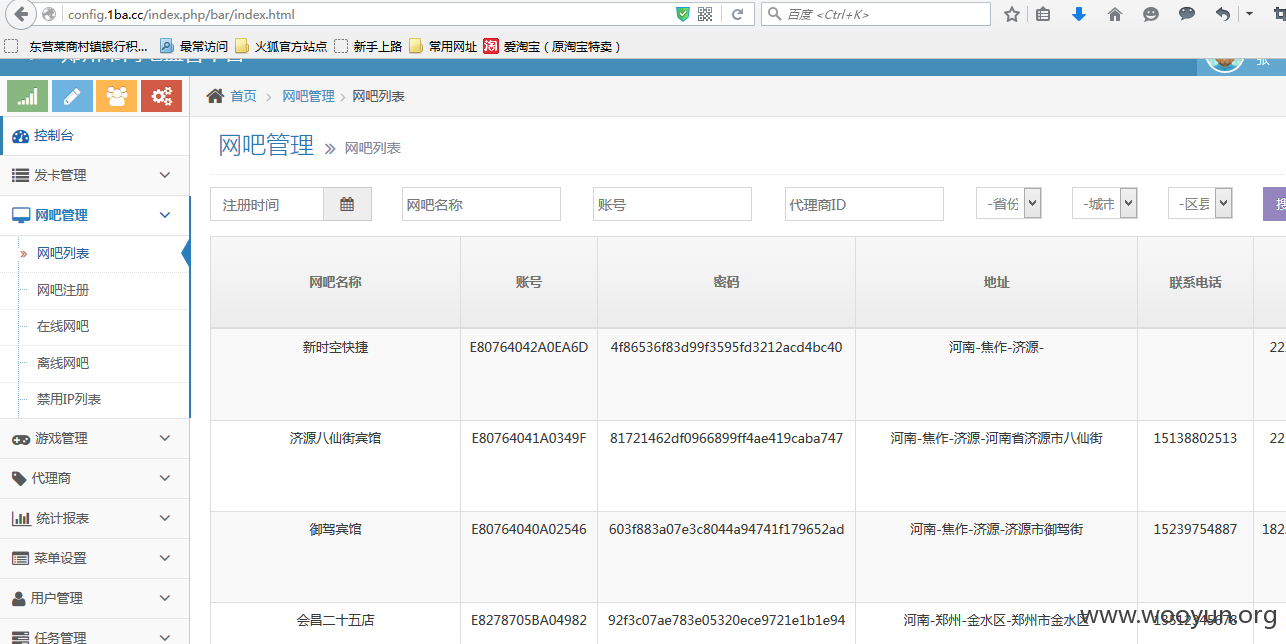 config.1ba.cc/index.php/bar/index.html
百度 <Ctrl+K>
东营莱商村镇银行积... 最常访问 火狐官方站点 新手上路 常用网址 淘 爱淘宝（原淘宝特卖）
张
首页 > 网吧管理 > 网吧列表
控制台
发卡管理
网吧管理
网吧列表
网吧注册
在线网吧
离线网吧
禁用IP列表
游戏管理
代理商
统计报表
菜单设置
用户管理
任务管理
网吧管理 » 网吧列表
注册时间 网吧名称 账号 代理商ID -省份 -城市 -区县 搜
网吧名称 账号 密码 地址 联系电话
新时空快捷 E80764042A0EA6D 4f86536f83d99f3595fd3212acd4bc40 河南-焦作-济源- 22
济源八仙街宾馆 E80764041A0349F 81721462df0966899ff4ae419caba747 河南-焦作-济源-河南省济源市八仙街 15138802513 22
御驾宾馆 E80764040A02546 603f883a07e3c8044a94741f179652ad 河南-焦作-济源-济源市御驾街 15239754887 182
会昌二十五店 E8278705BA04982 92f3c07ae783e05320ece9721e1b1e94 河南-郑州-金水区-郑州市金水区
www.wooyun.org